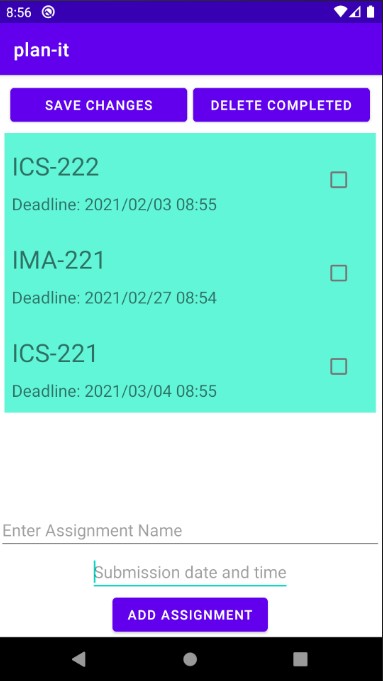 8:56
plan-it
SAVE CHANGES DELETE COMPLETED
ICS-222
Deadline: 2021/02/03 08:55
IMA-221
Deadline: 2021/02/27 08:54
ICS-221
Deadline: 2021/03/04 08:55
Enter Assignment Name
Submission date and time
ADD ASSIGNMENT